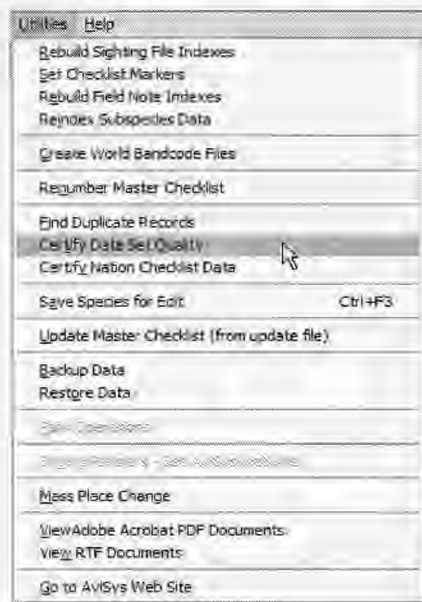 Utilities Help
Rebuild Sighting File Indexes
Set Checklist Markers
Rebuild Field Note Indexes
Reindex Subspecies Data
Create World Bandcode Files
Renumber Master Checklist
Find Duplicate Records
Certify Data Set Quality
Certify Nation Checklist Data
Save Species for Edit Ctrl+F3
Update Master Checklist (from update file)
Backup Data
Restore Data
Mass Place Change
View Adobe Acrobat PDF Documents
View RTF Documents
Go to AviSys Web Site